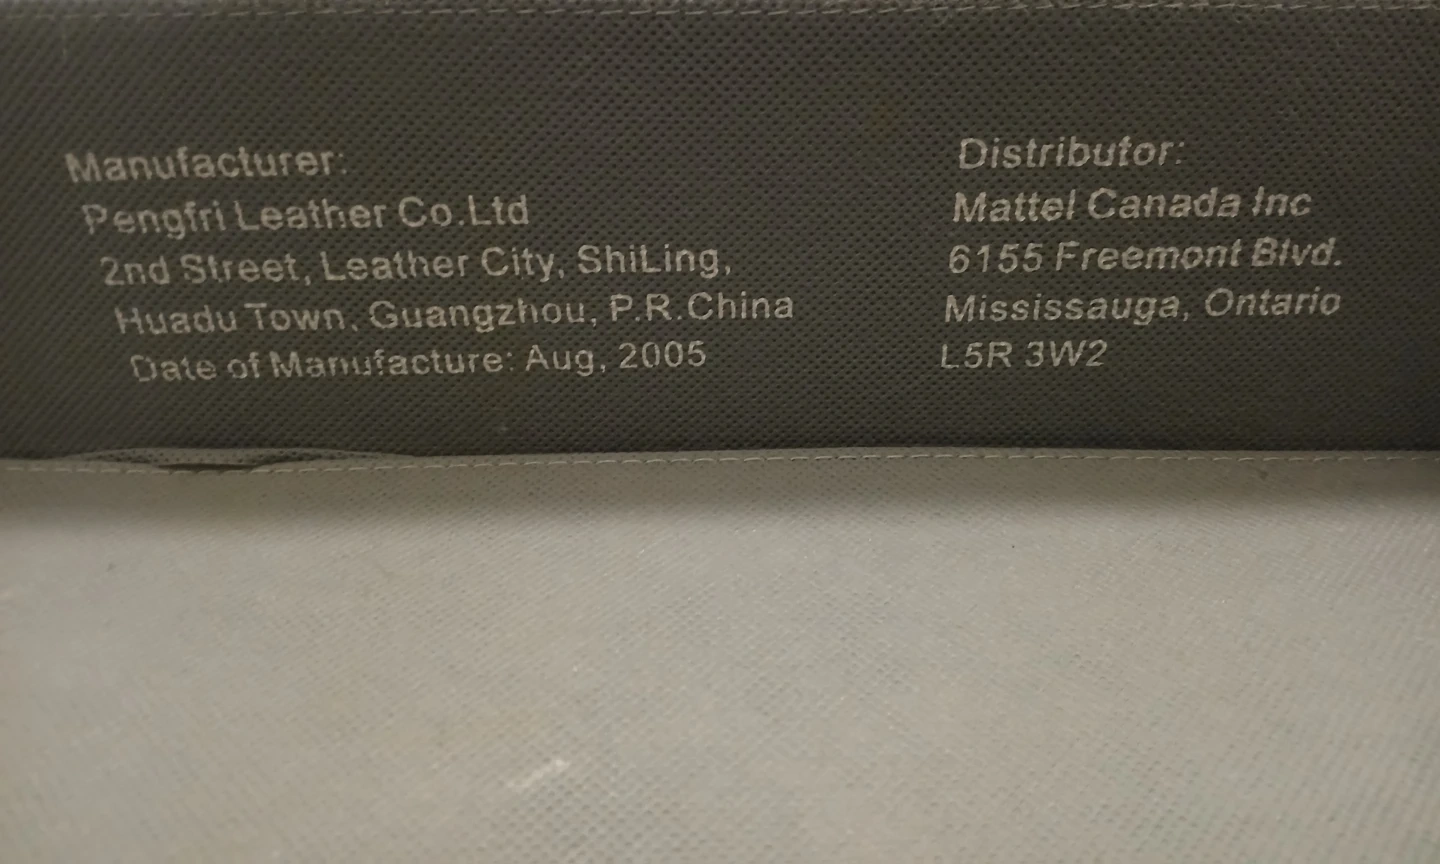 Manufacturer:
Pengfri Leather Co.Ltd
2nd Street, Leather City, ShiLing,
Huadu Town, Guangzhou, P.R.China
Date of Manufacture: Aug, 2005
Distributor:
Mattel Canada Inc
6155 Freemont Blvd.
Mississauga, Ontario
L5R 3W2